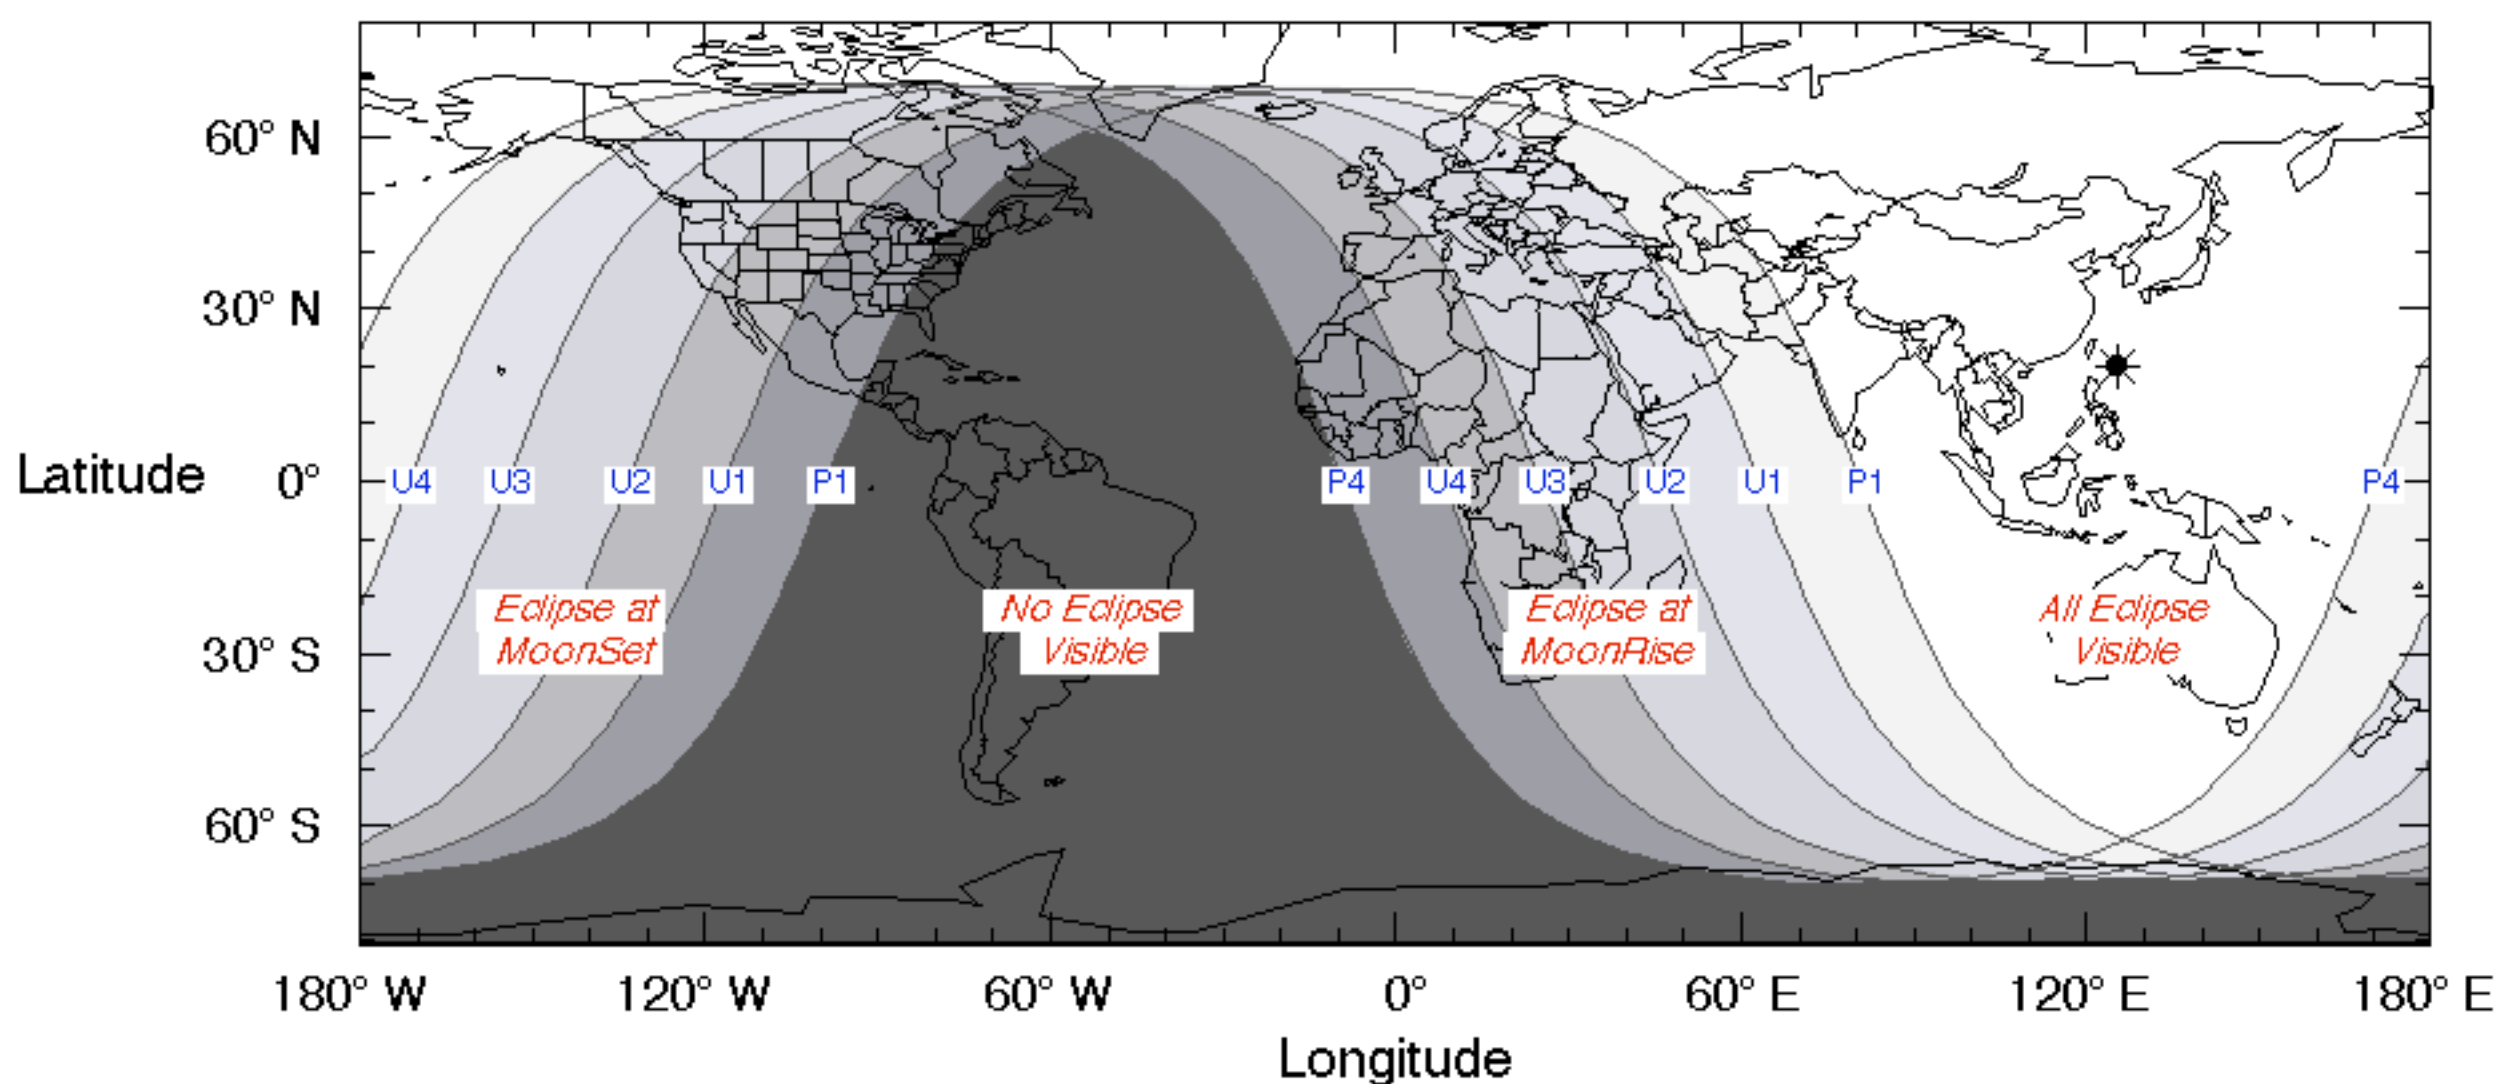 60° N
30° N
Latitude 0°
U4 U3 U2 U1 P1 P4 U4 U3 U2 U1 P1 P4
Eclipse at
MoonSet
No Eclipse
Visible
Eclipse at
MoonRise
All Eclipse
Visible
30° S
60° S
180° W 120° W 60° W 0° 60° E 120° E 180° E
Longitude